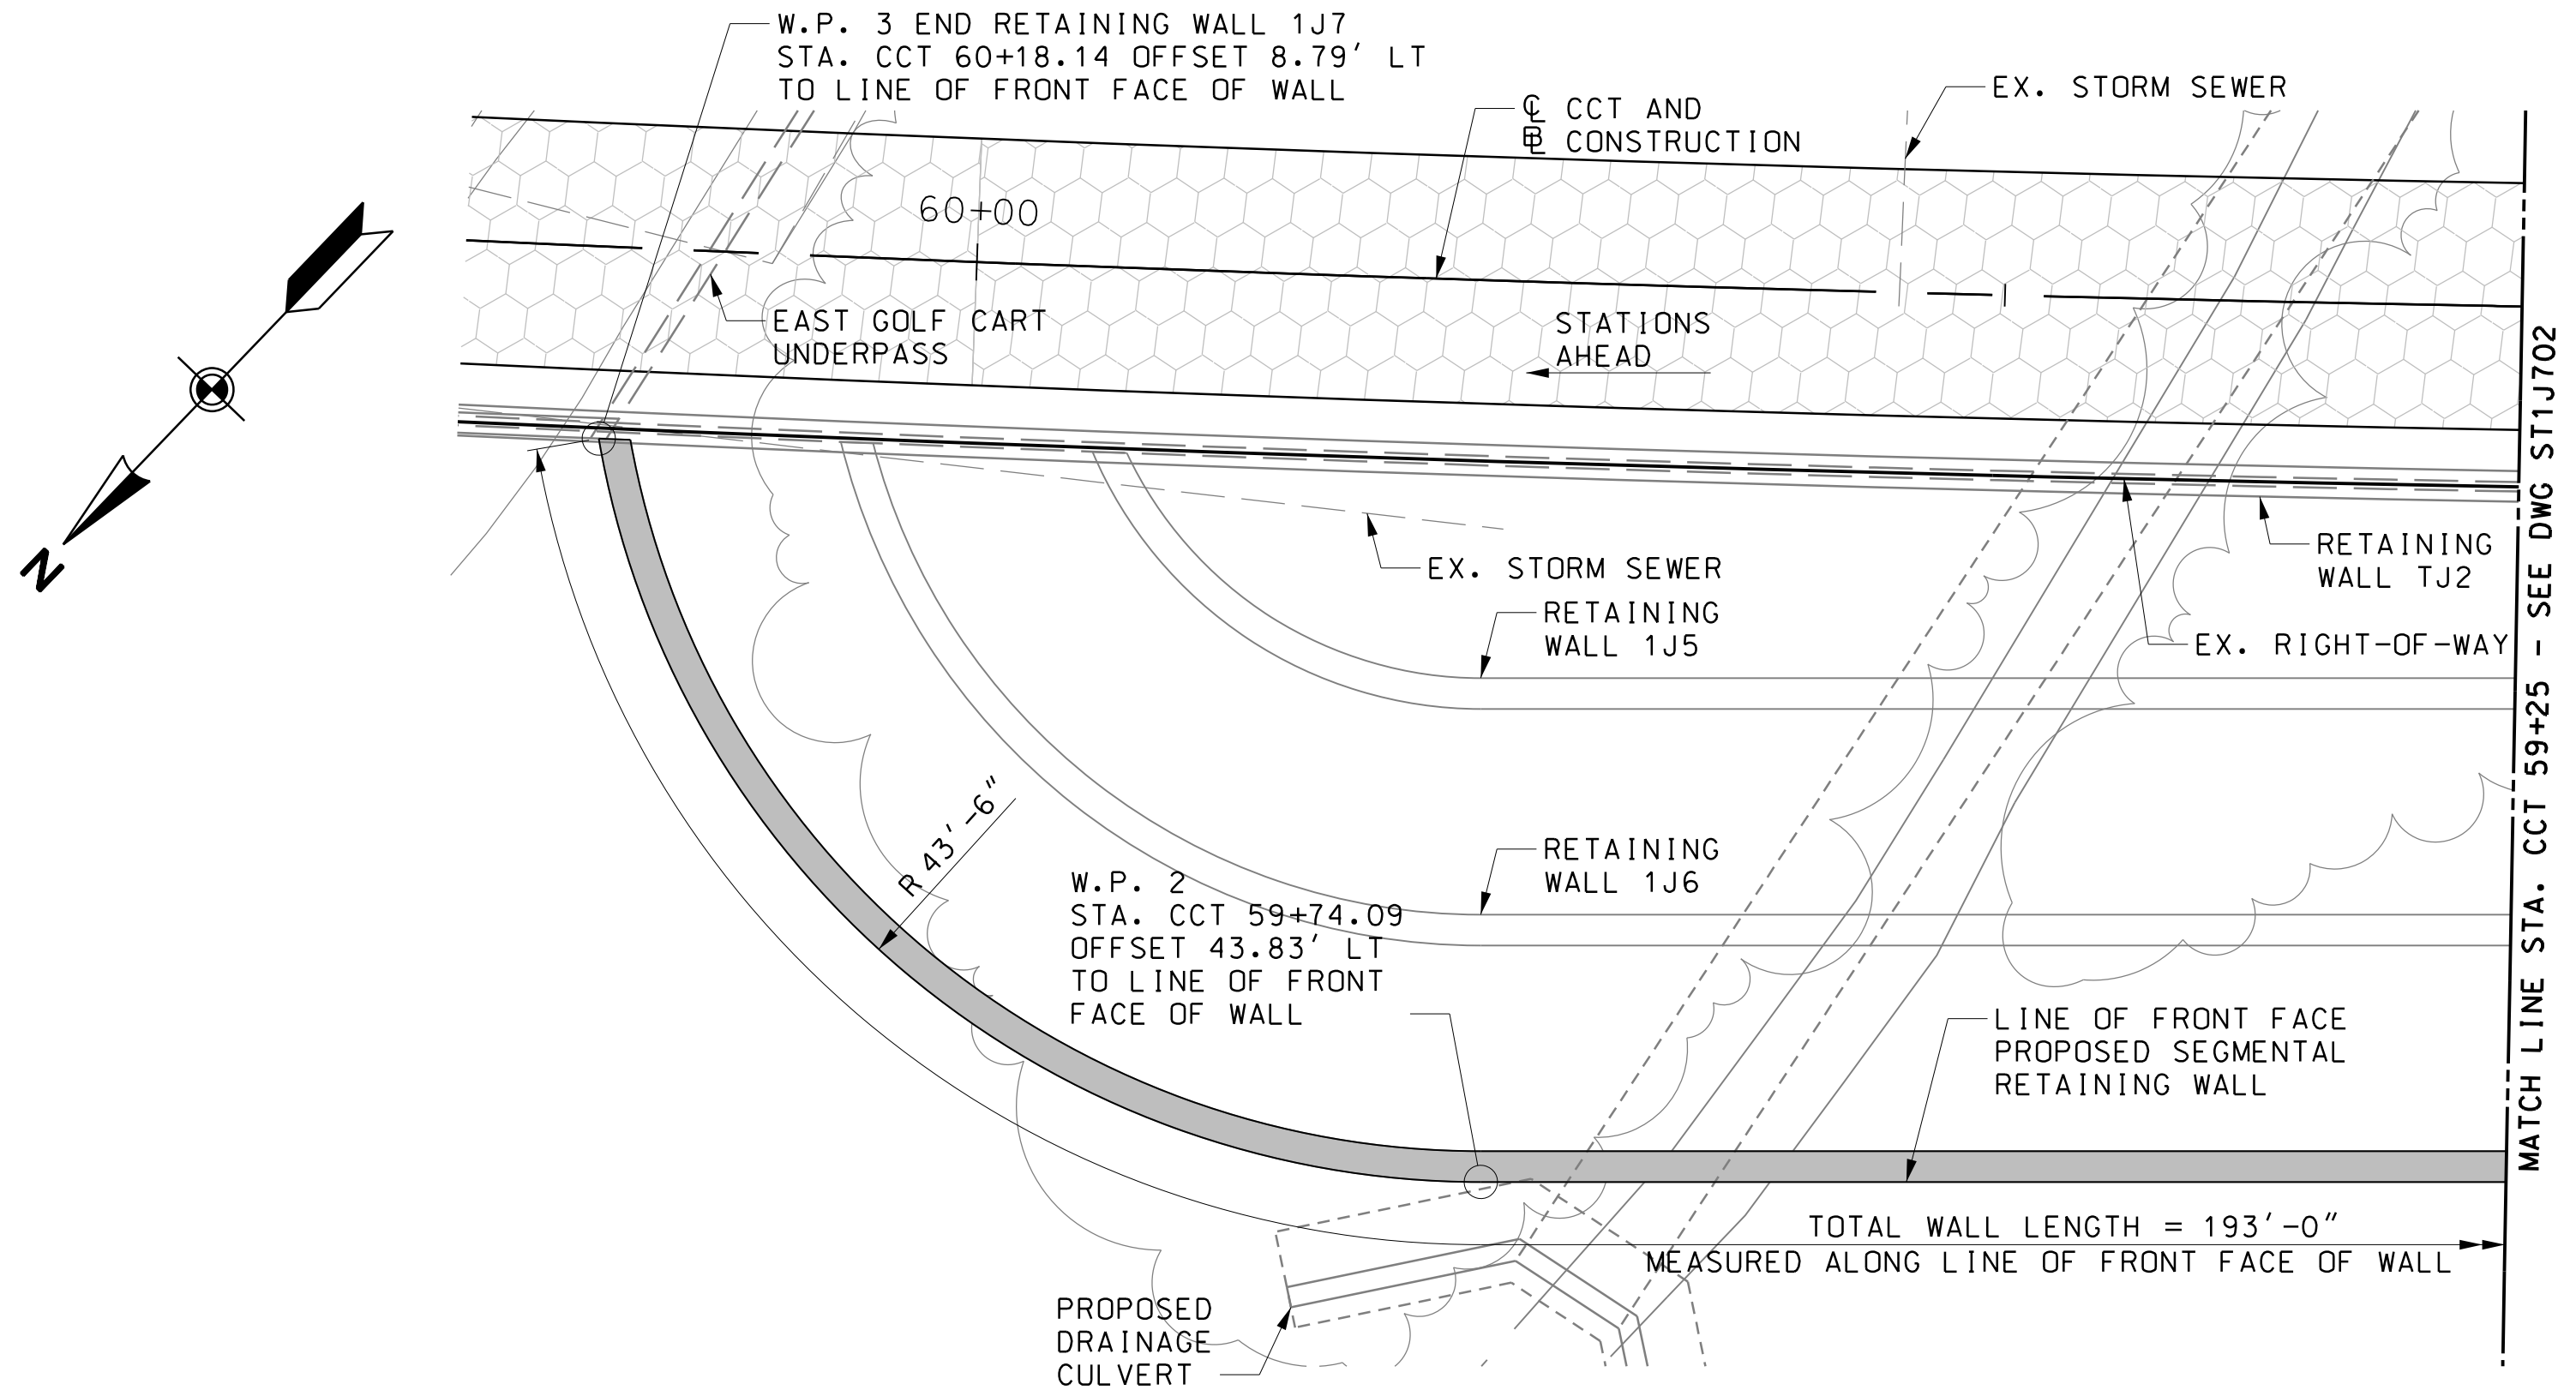 W.P. 3 END RETAINING WALL 1J7
STA. CCT 60+18.14 OFFSET 8.79' LT
TO LINE OF FRONT FACE OF WALL
EX. STORM SEWER
℄ CCT AND
BL CONSTRUCTION
60+00
EAST GOLF CART
UNDERPASS
STATIONS
AHEAD
N
EX. STORM SEWER
RETAINING
WALL TJ2
RETAINING
WALL 1J5
EX. RIGHT-OF-WAY
R 43'-6"
RETAINING
WALL 1J6
W.P. 2
STA. CCT 59+74.09
OFFSET 43.83' LT
TO LINE OF FRONT
FACE OF WALL
LINE OF FRONT FACE
PROPOSED SEGMENTAL
RETAINING WALL
TOTAL WALL LENGTH = 193'-0"
MEASURED ALONG LINE OF FRONT FACE OF WALL
PROPOSED
DRAINAGE
CULVERT
MATCH LINE STA. CCT 59+25 - SEE DWG ST1J702